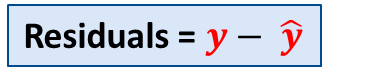 Residuals = y − ŷ